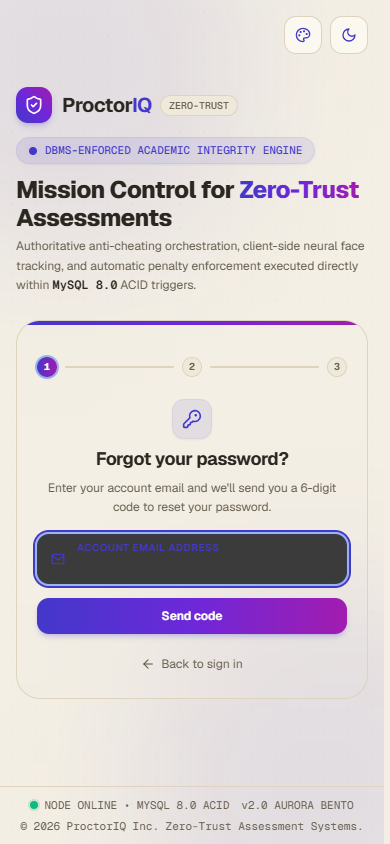 ProctorIQ ZERO-TRUST
DBMS-ENFORCED ACADEMIC INTEGRITY ENGINE
Mission Control for Zero-Trust
Assessments
Authoritative anti-cheating orchestration, client-side neural face
tracking, and automatic penalty enforcement executed directly
within MySQL 8.0 ACID triggers.
1 2 3
Forgot your password?
Enter your account email and we'll send you a 6-digit
code to reset your password.
ACCOUNT EMAIL ADDRESS
Send code
← Back to sign in
NODE ONLINE • MYSQL 8.0 ACID v2.0 AURORA BENTO
© 2026 ProctorIQ Inc. Zero-Trust Assessment Systems.